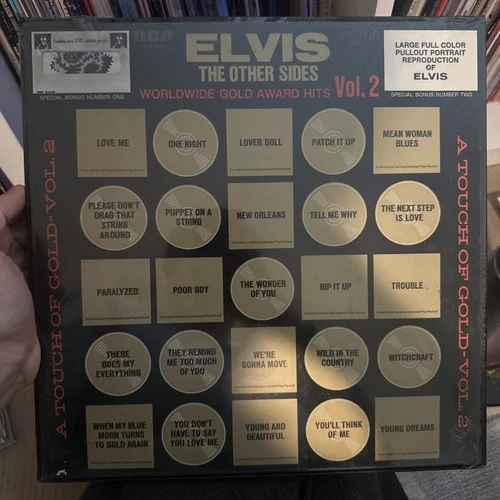 RCA
ELVIS
THE OTHER SIDES
WORLDWIDE GOLD AWARD HITS Vol. 2
SPECIAL BONUS NUMBER ONE
LARGE FULL COLOR
PULLOUT PORTRAIT
REPRODUCTION
OF
ELVIS
SPECIAL BONUS NUMBER TWO
A TOUCH OF GOLD-VOL. 2
LOVE ME
ONE NIGHT
LOVER DOLL
PATCH IT UP
MEAN WOMAN
BLUES
PLEASE DON'T
DRAG THAT
STRING
AROUND
PUPPET ON A
STRING
NEW ORLEANS
TELL ME WHY
THE NEXT STEP
IS LOVE
PARALYZED
POOR BOY
THE WONDER
OF YOU
RIP IT UP
TROUBLE
THERE
GOES MY
EVERYTHING
THEY REMIND
ME TOO MUCH
OF YOU
WE'RE
GONNA MOVE
WILD IN THE
COUNTRY
WITCHCRAFT
WHEN MY BLUE
MOON TURNS
TO GOLD AGAIN
YOU DON'T
HAVE TO SAY
YOU LOVE ME
YOUNG AND
BEAUTIFUL
YOU'LL THINK
OF ME
YOUNG DREAMS
A TOUCH OF GOLD-VOL. 2